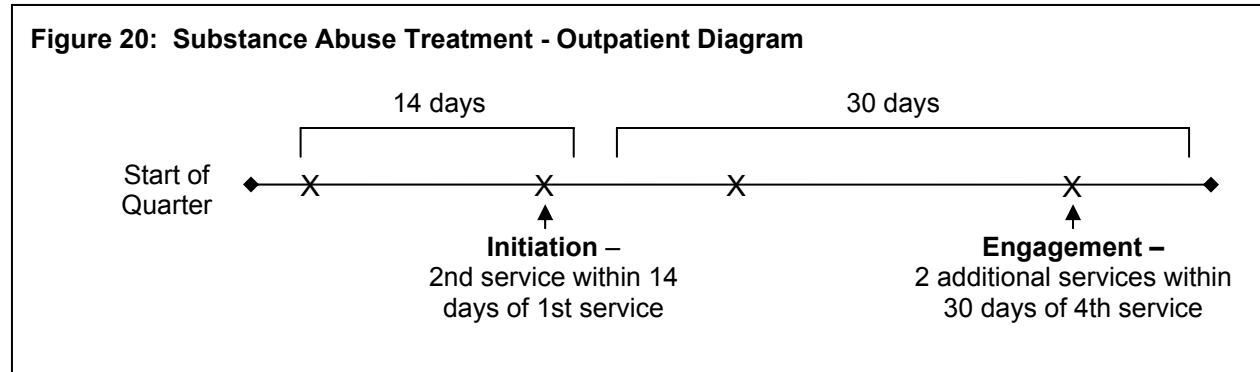 Figure 20: Substance Abuse Treatment - Outpatient Diagram
14 days
30 days
Start of
Quarter
X X X X
Initiation –
2nd service within 14
days of 1st service
Engagement –
2 additional services within
30 days of 4th service